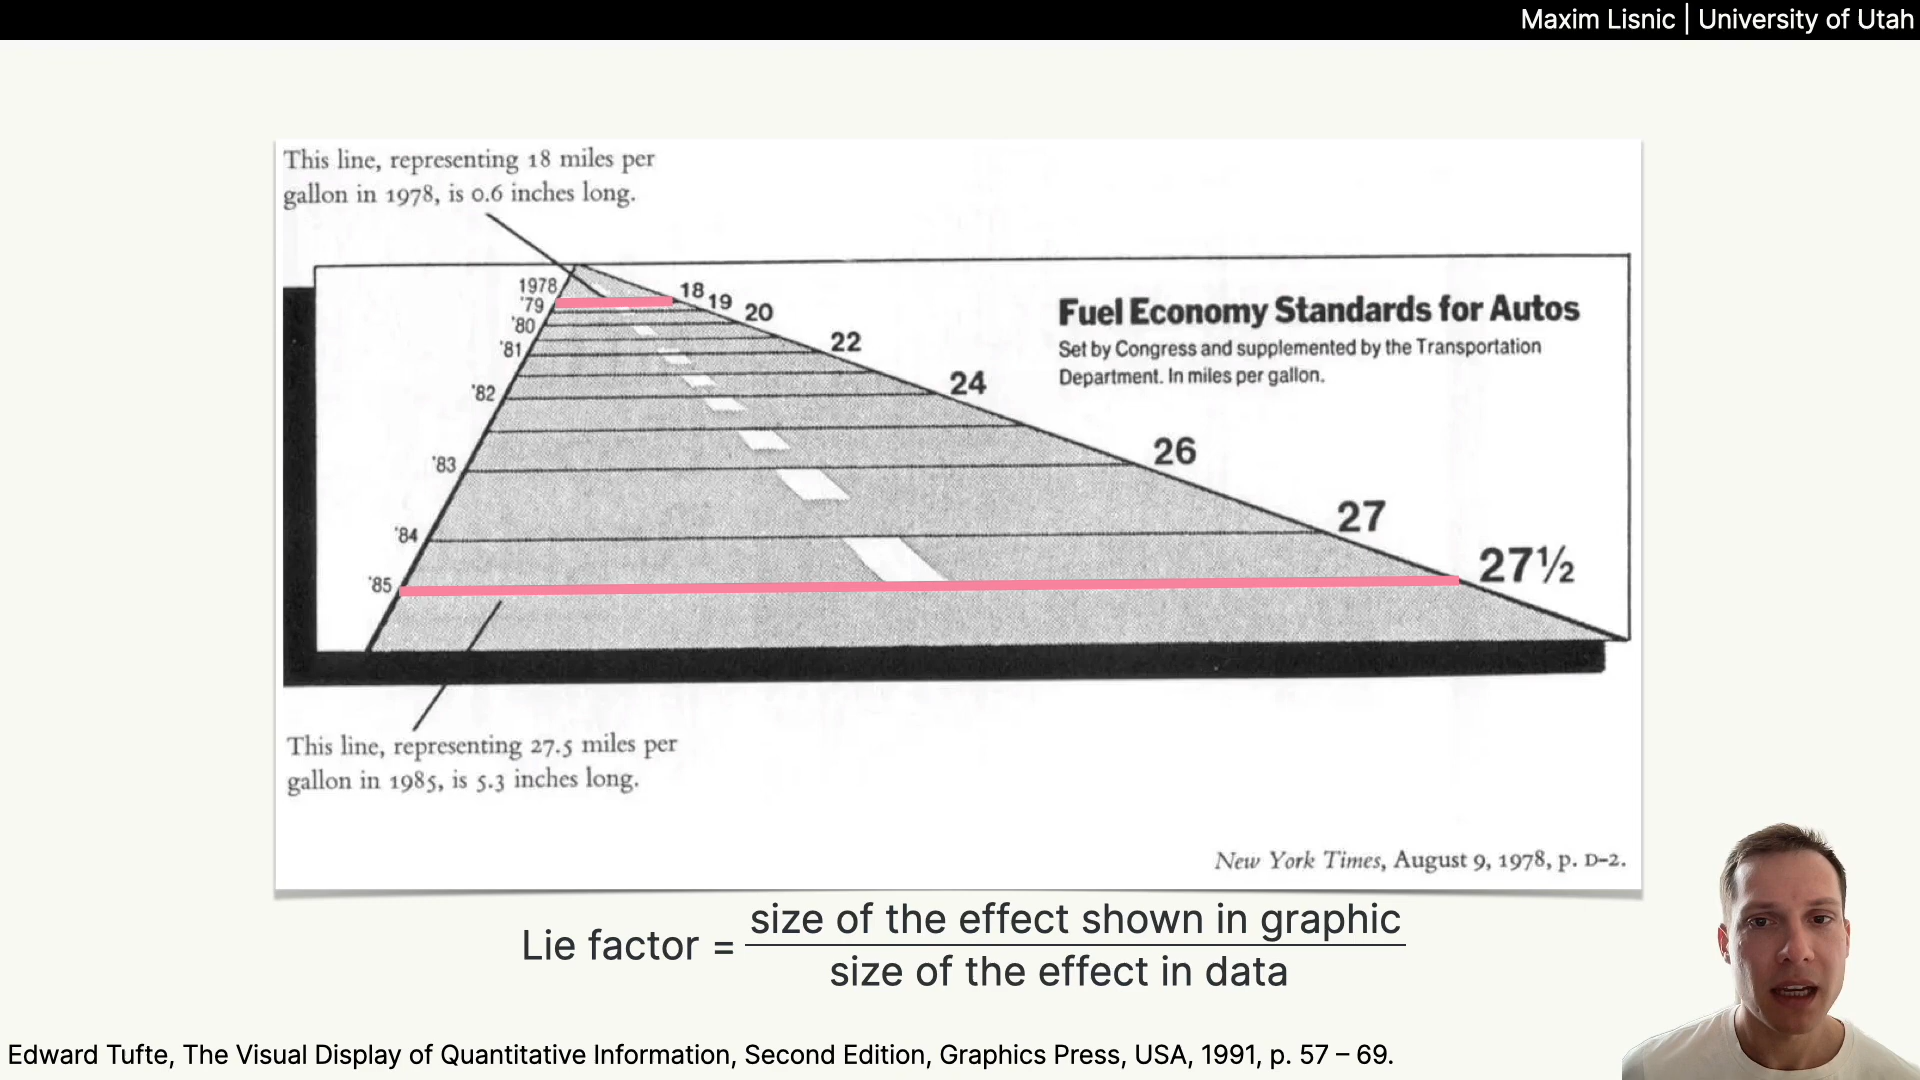 Maxim Lisnic | University of Utah
This line, representing 18 miles per
gallon in 1978, is 0.6 inches long.
1978
'79
'80
'81
'82
'83
'84
'85
18
19
20
22
24
26
27
27½
Fuel Economy Standards for Autos
Set by Congress and supplemented by the Transportation
Department. In miles per gallon.
This line, representing 27.5 miles per
gallon in 1985, is 5.3 inches long.
New York Times, August 9, 1978, p. D-2.
Lie factor = size of the effect shown in graphic
size of the effect in data
Edward Tufte, The Visual Display of Quantitative Information, Second Edition, Graphics Press, USA, 1991, p. 57 – 69.